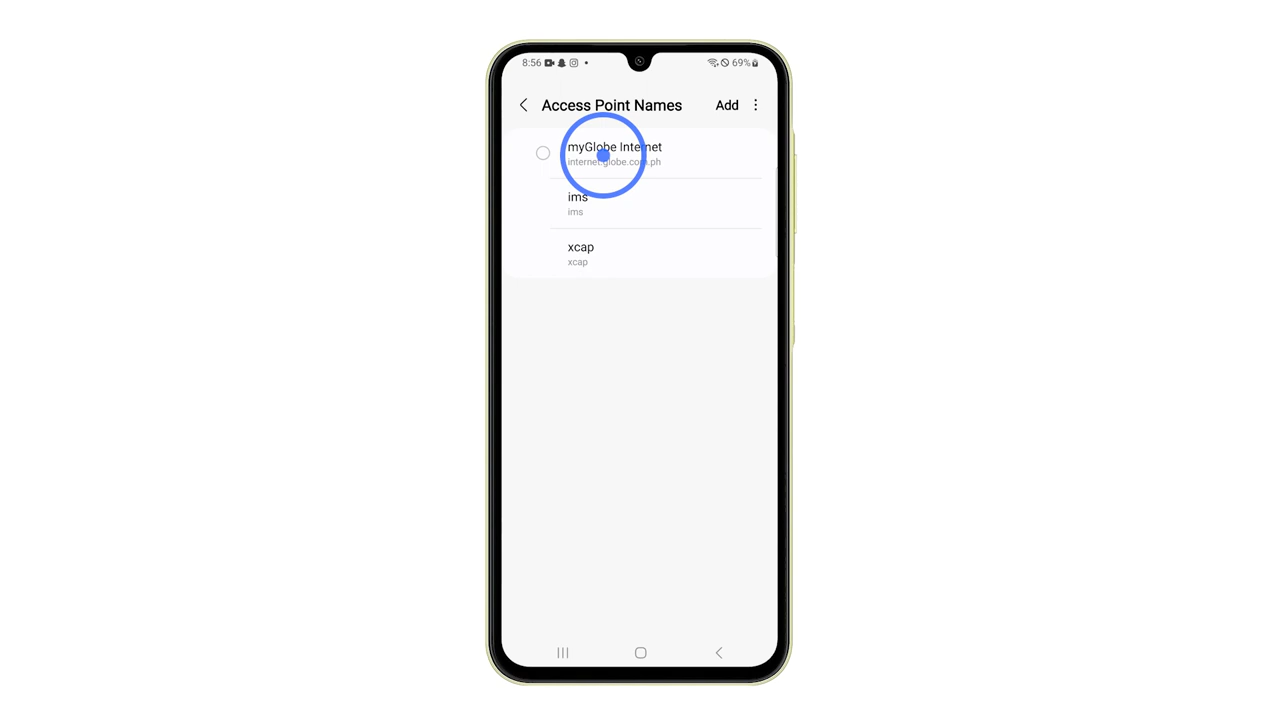 8:56 69%
Access Point Names Add
myGlobe Internet
internet.globe.com.ph
ims
ims
xcap
xcap